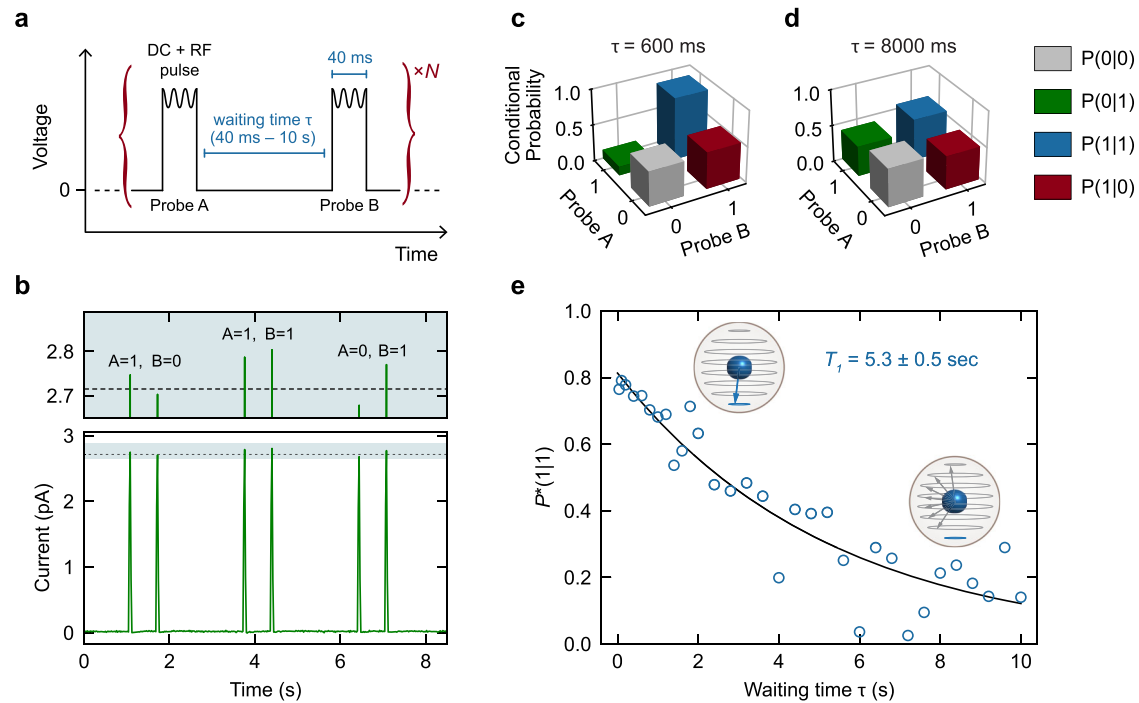 a
DC + RF
pulse
40 ms
×N
waiting time τ
(40 ms – 10 s)
Voltage
0
Probe A
Probe B
Time
b
A=1, B=0
A=1, B=1
A=0, B=1
2.8
2.7
3
2
1
0
Current (pA)
0
2
4
6
8
Time (s)
c
τ = 600 ms
Conditional
Probability
1.0
0.5
0.0
1
0
Probe A
0
1
Probe B
d
τ = 8000 ms
1.0
0.5
0.0
1
0
Probe A
0
1
Probe B
P(0|0)
P(0|1)
P(1|1)
P(1|0)
e
T1 = 5.3 ± 0.5 sec
1.0
0.8
0.6
0.4
0.2
0.0
P*(1|1)
0
2
4
6
8
10
Waiting time τ (s)